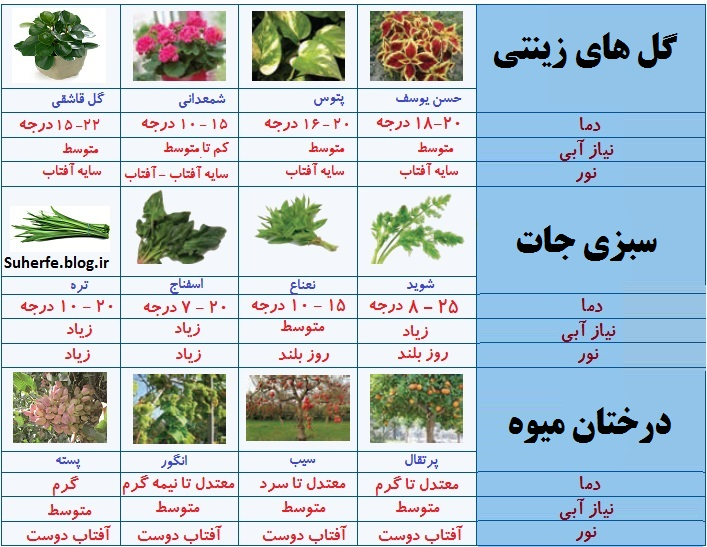 گل های زینتی
حسن یوسف	پتوس	شمعدانی	گل قاشقی
دما	۲۰-۱۸ درجه	۲۰-۱۶ درجه	۱۵ - ۱۰ درجه	۲۲-۱۵ درجه
نیاز آبی	متوسط	متوسط	کم تا متوسط	متوسط
نور	سایه آفتاب	سایه آفتاب	سایه آفتاب - آفتاب	سایه آفتاب
سبزی جات
Suherfe.blog.ir
شوید	نعناع	اسفناج	تره
دما	۲۵ - ۸ درجه	۱۵ - ۱۰ درجه	۲۰ - ۷ درجه	۲۰ - ۱۰ درجه
نیاز آبی	زیاد	متوسط	زیاد	زیاد
نور	روز بلند	روز بلند	زیاد	زیاد
درختان میوه
پرتقال	سیب	انگور	پسته
دما	معتدل تا گرم	معتدل تا سرد	معتدل تا نیمه گرم	گرم
نیاز آبی	متوسط	متوسط	متوسط	متوسط
نور	آفتاب دوست	آفتاب دوست	آفتاب دوست	آفتاب دوست